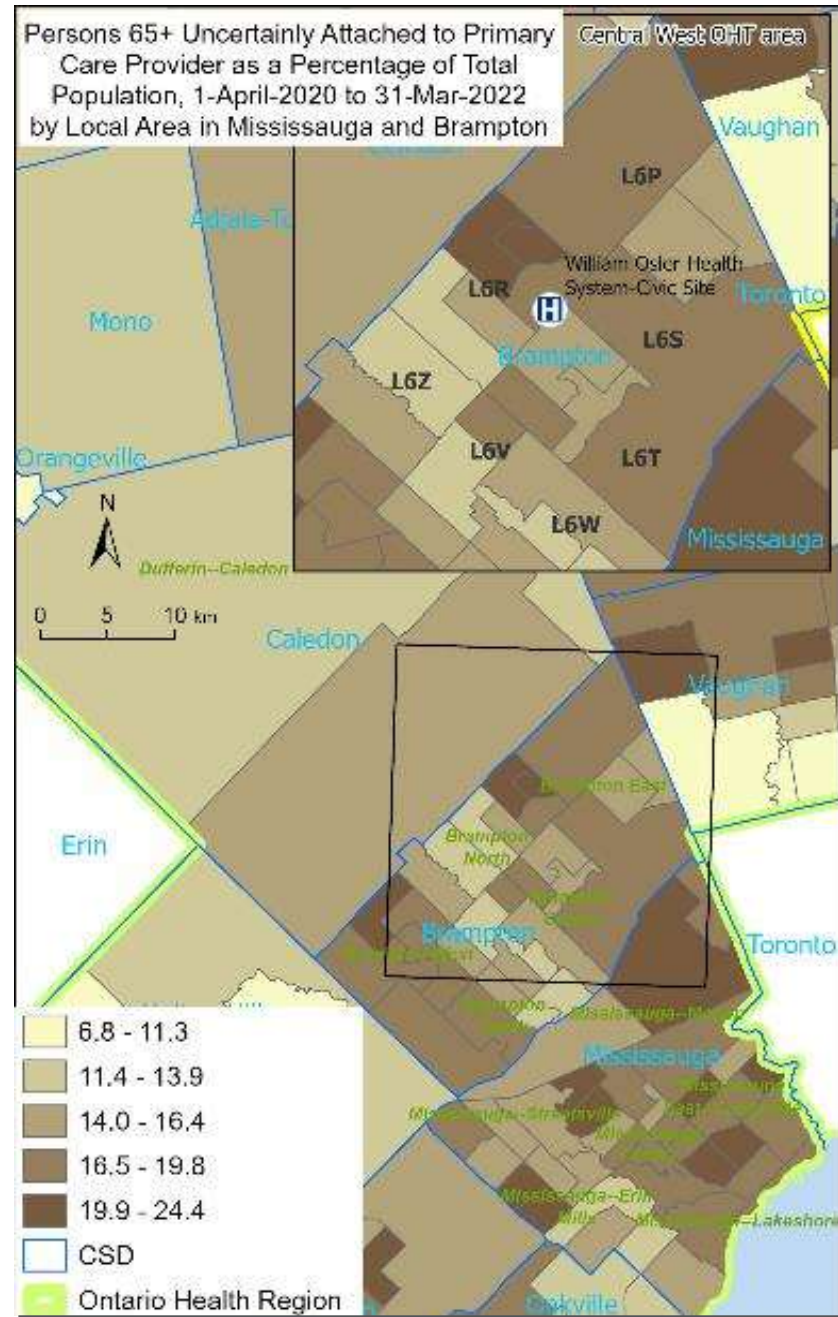 Persons 65+ Uncertainly Attached to Primary
Care Provider as a Percentage of Total
Population, 1-April-2020 to 31-Mar-2022
by Local Area in Mississauga and Brampton
Central West OHT area
Vaughan
L6P
William Osler Health
System-Civic Site
L6R
H
Toronto
Mono
Brampton
L6S
L6Z
Orangeville
L6V
L6T
N
L6W
Mississauga
Dufferin--Caledon
0 5 10 km
Caledon
Vaughan
Brampton East
Erin
Brampton
North
Brampton
Toronto
Mississauga
Mississauga--Streetsville
Mississauga--Erin
Mills
Mississauga--Lakeshore
Oakville
6.8 - 11.3
11.4 - 13.9
14.0 - 16.4
16.5 - 19.8
19.9 - 24.4
CSD
Ontario Health Region